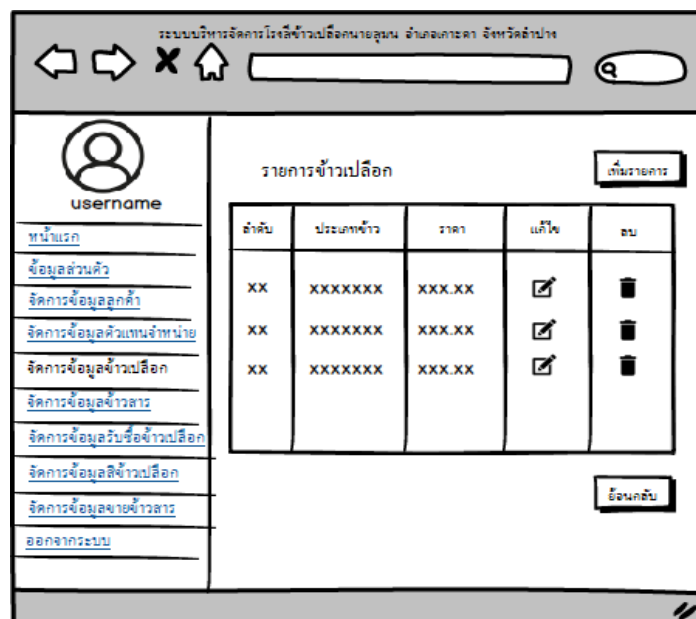 ระบบบริหารจัดการโรงสีข้าวเปลือกนายลุมน อำเภอเกาะคา จังหวัดลำปาง
username
หน้าแรก
ข้อมูลส่วนตัว
จัดการข้อมูลลูกค้า
จัดการข้อมูลตัวแทนจำหน่าย
จัดการข้อมูลข้าวเปลือก
จัดการข้อมูลข้าวสาร
จัดการข้อมูลรับซื้อข้าวเปลือก
จัดการข้อมูลสีข้าวเปลือก
จัดการข้อมูลขายข้าวสาร
ออกจากระบบ
รายการข้าวเปลือก
เพิ่มรายการ
ลำดับ ประเภทข้าว ราคา แก้ไข ลบ
xx xxxxxxx xxx.xx
xx xxxxxxx xxx.xx
xx xxxxxxx xxx.xx
ย้อนกลับ